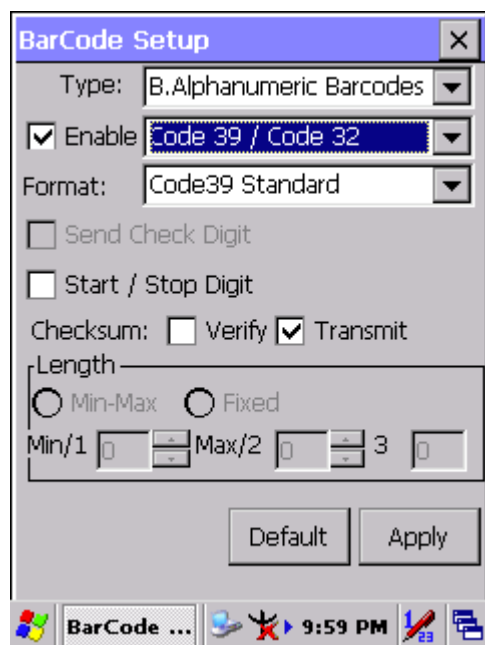 BarCode Setup
Type: B.Alphanumeric Barcodes
Enable Code 39 / Code 32
Format: Code39 Standard
Send Check Digit
Start / Stop Digit
Checksum: Verify Transmit
Length
Min-Max Fixed
Min/1 0 Max/2 0 3 0
Default Apply
BarCode ... 9:59 PM 1 23